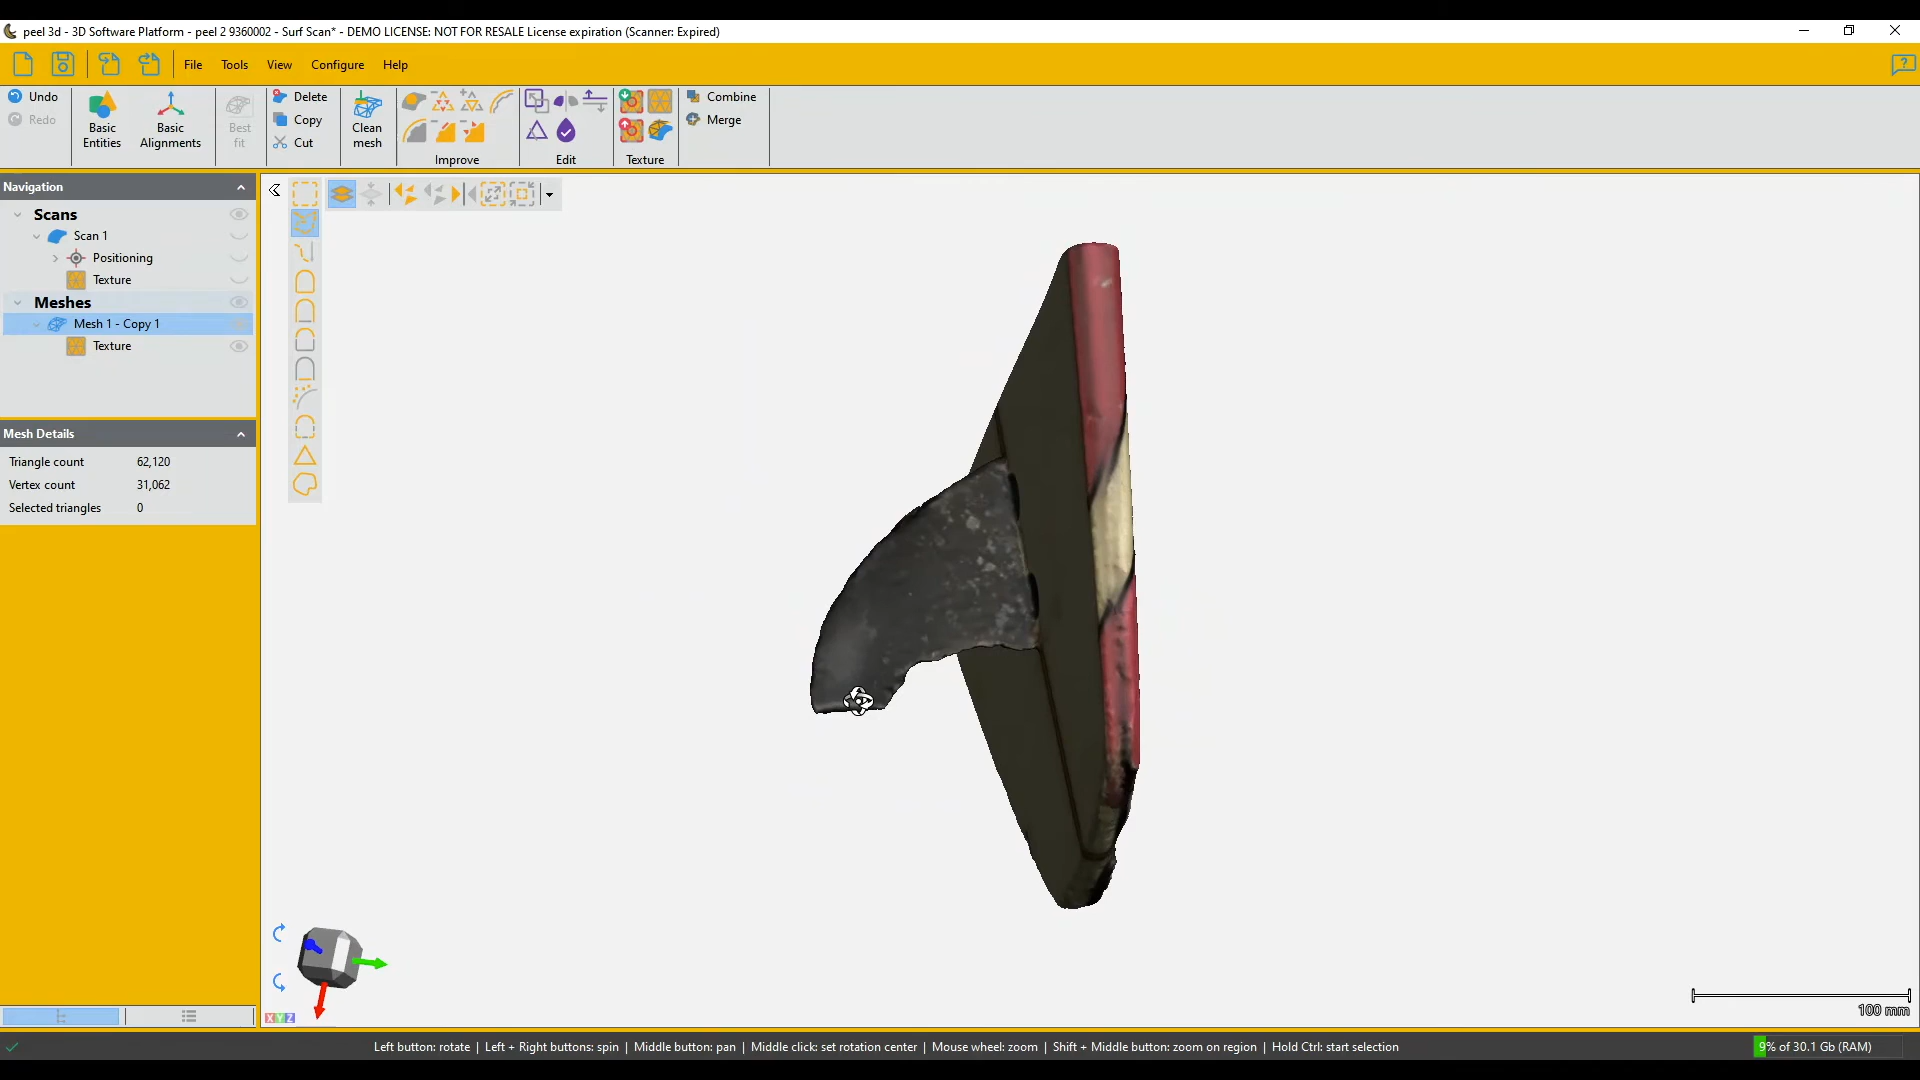 peel 3d - 3D Software Platform - peel 2 9360002 - Surf Scan* - DEMO LICENSE: NOT FOR RESALE License expiration (Scanner: Expired)
File Tools View Configure Help
Undo
Redo
Basic Entities
Basic Alignments
Best fit
Delete
Copy
Cut
Clean mesh
Improve
Edit
Texture
Combine
Merge
Navigation
Scans
Scan 1
Positioning
Texture
Meshes
Mesh 1 - Copy 1
Texture
Mesh Details
Triangle count 62,120
Vertex count 31,062
Selected triangles 0
XYZ
100 mm
Left button: rotate | Left + Right buttons: spin | Middle button: pan | Middle click: set rotation center | Mouse wheel: zoom | Shift + Middle button: zoom on region | Hold Ctrl: start selection
9% of 30.1 Gb (RAM)